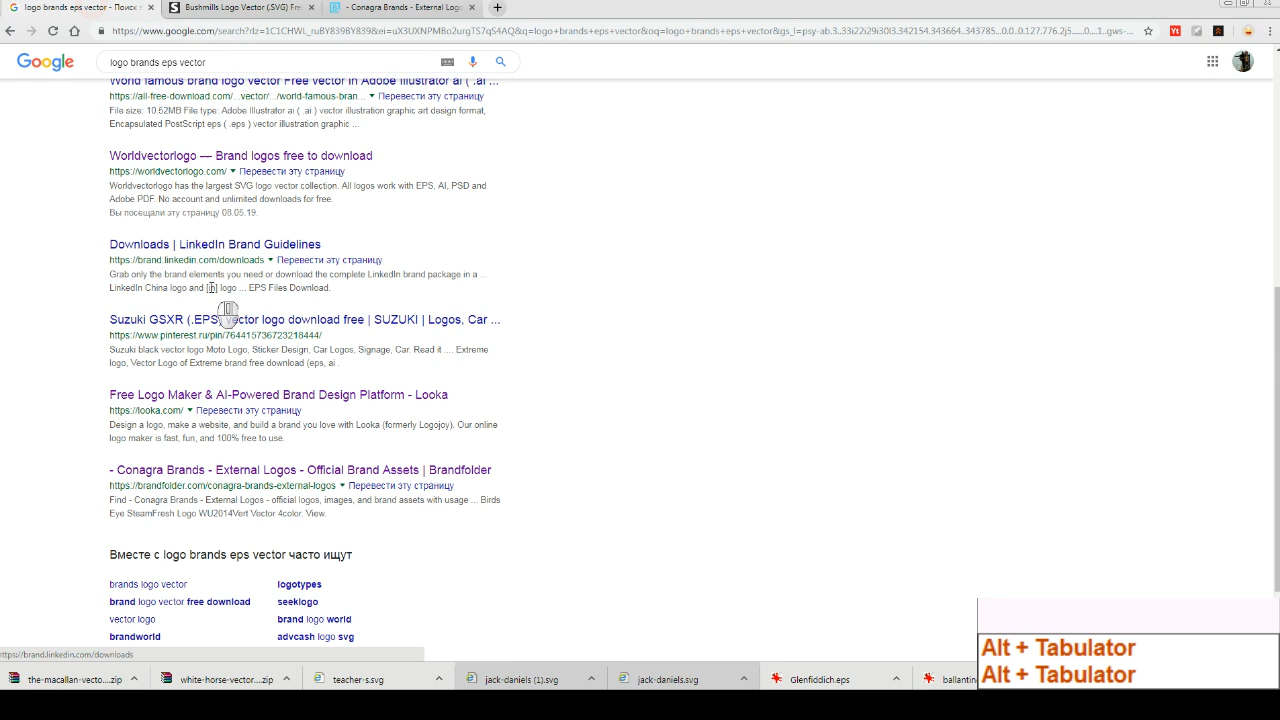 logo brands eps vector - Поиск
Bushmills Logo Vector (.SVG) Free
- Conagra Brands - External Logo
https://www.google.com/search?rlz=1C1CHWL_ruBY839BY839&ei=uX3UXNPMBo2urgTS7qS4AQ&q=logo+brands+eps+vector&oq=logo+brands+eps+vector&gs_l=psy-ab.3..33i22i29i30l3.342154.343664..343785...0.0..0.127.776.2j5......0....1..gws-...
Yt
Google
logo brands eps vector
World famous brand logo vector Free vector in Adobe Illustrator ai ( .ai ...
https://all-free-download.com/...vector/.../world-famous-bran... Перевести эту страницу
File size: 10.52MB File type: Adobe Illustrator ai ( .ai ) vector illustration graphic art design format,
Encapsulated PostScript eps ( .eps ) vector illustration graphic ...
Worldvectorlogo — Brand logos free to download
https://worldvectorlogo.com/ Перевести эту страницу
Worldvectorlogo has the largest SVG logo vector collection. All logos work with EPS, AI, PSD and
Adobe PDF. No account and unlimited downloads for free.
Вы посещали эту страницу 08.05.19.
Downloads | LinkedIn Brand Guidelines
https://brand.linkedin.com/downloads Перевести эту страницу
Grab only the brand elements you need or download the complete LinkedIn brand package in a ...
LinkedIn China logo and [in] logo ... EPS Files Download.
Suzuki GSXR (.EPS) vector logo download free | SUZUKI | Logos, Car ...
https://www.pinterest.ru/pin/764415736723218444/
Suzuki black vector logo Moto Logo, Sticker Design, Car Logos, Signage, Car. Read it .... Extreme
logo, Vector Logo of Extreme brand free download (eps, ai .
Free Logo Maker & AI-Powered Brand Design Platform - Looka
https://looka.com/ Перевести эту страницу
Design a logo, make a website, and build a brand you love with Looka (formerly Logojoy). Our online
logo maker is fast, fun, and 100% free to use.
- Conagra Brands - External Logos - Official Brand Assets | Brandfolder
https://brandfolder.com/conagra-brands-external-logos Перевести эту страницу
Find - Conagra Brands - External Logos - official logos, images, and brand assets with usage ... Birds
Eye SteamFresh Logo WU2014Vert Vector 4color. View.
Вместе с logo brands eps vector часто ищут
brands logo vector logotypes
brand logo vector free download seeklogo
vector logo brand logo world
brandworld advcash logo svg
https://brand.linkedin.com/downloads
Alt + Tabulator
Alt + Tabulator
the-macallan-vecto....zip
white-horse-vector....zip
jack-daniels (1).svg
jack-daniels.svg
Glenfiddich.eps